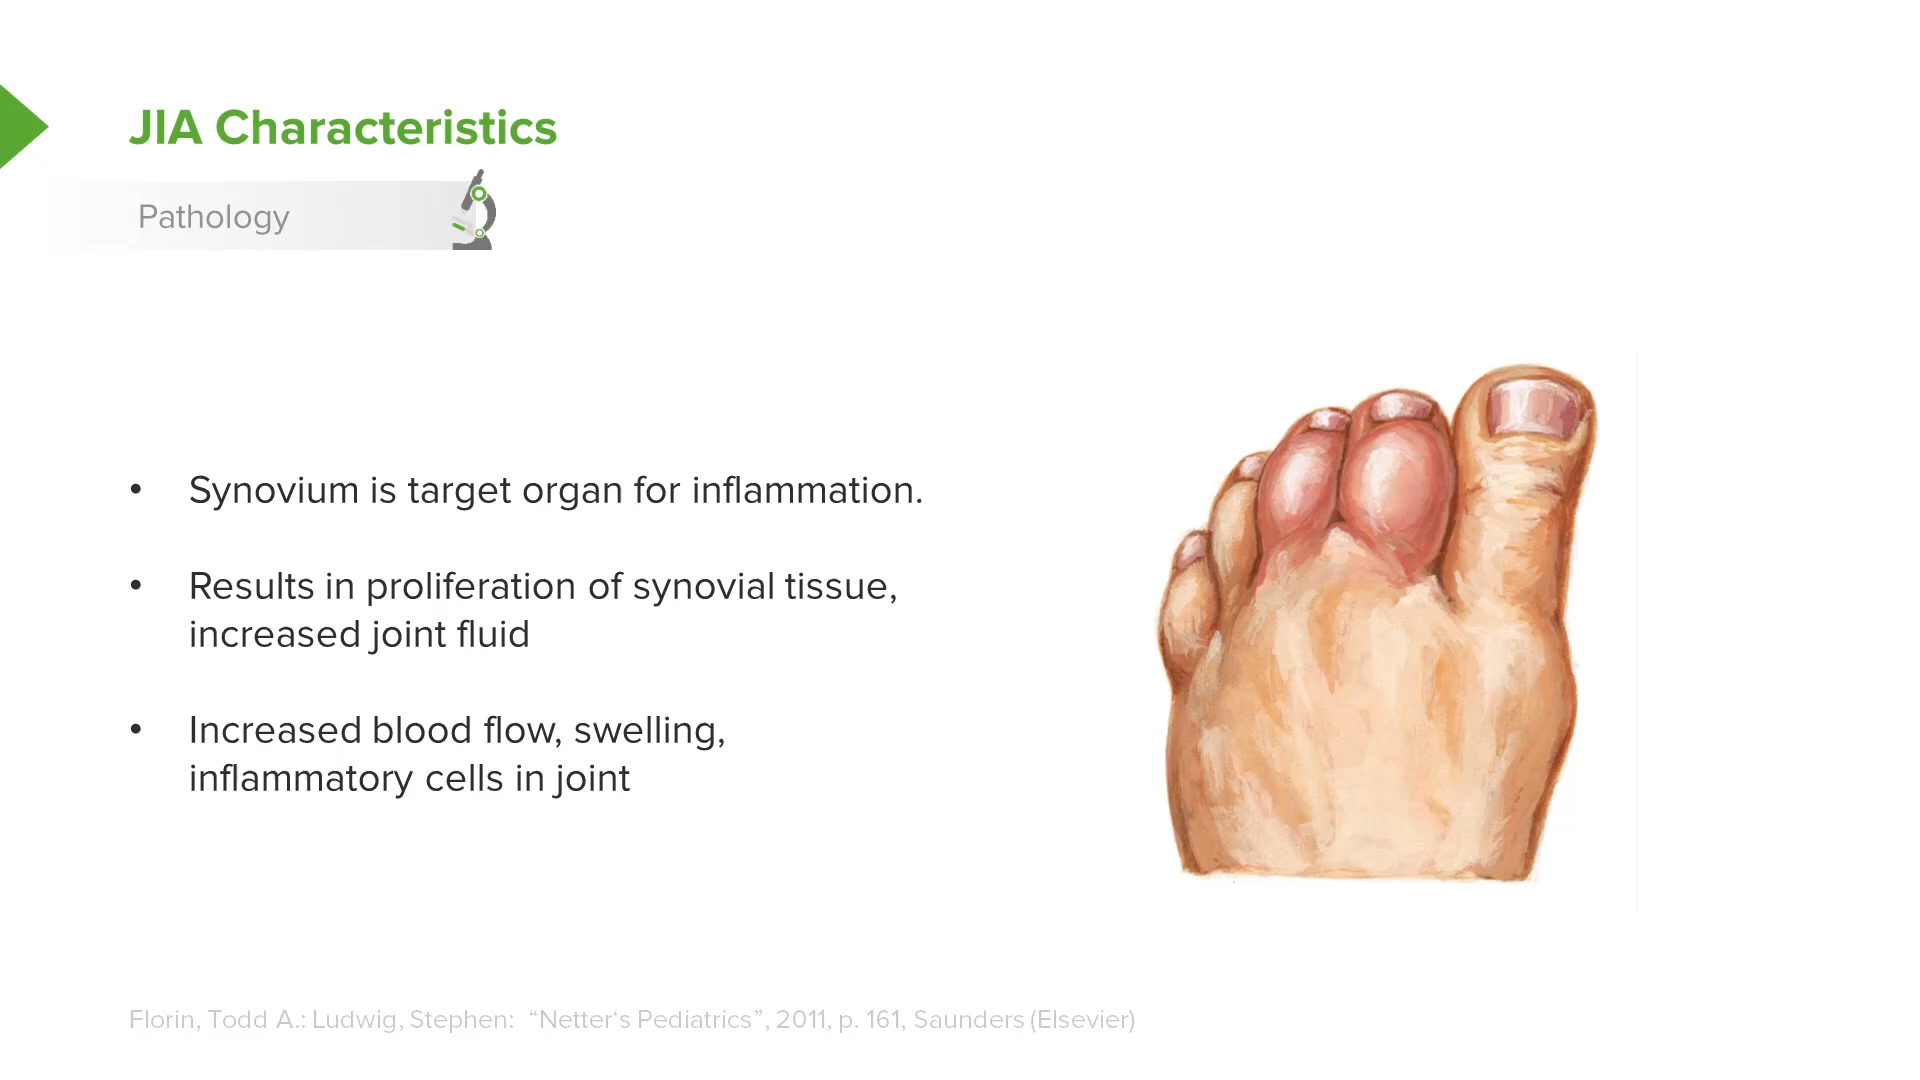 JIA Characteristics
Pathology
• Synovium is target organ for inflammation.
• Results in proliferation of synovial tissue,
increased joint fluid
• Increased blood flow, swelling,
inflammatory cells in joint
Florin, Todd A.: Ludwig, Stephen:  “Netter‘s Pediatrics”, 2011, p. 161, Saunders (Elsevier)